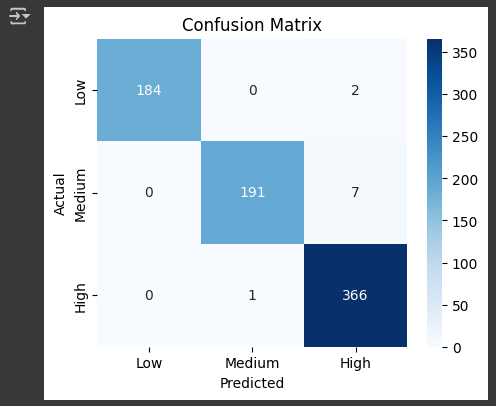 Confusion Matrix
Low 184 0 2
Medium 0 191 7
High 0 1 366
Actual
Low Medium High
Predicted
350
300
250
200
150
100
50
0